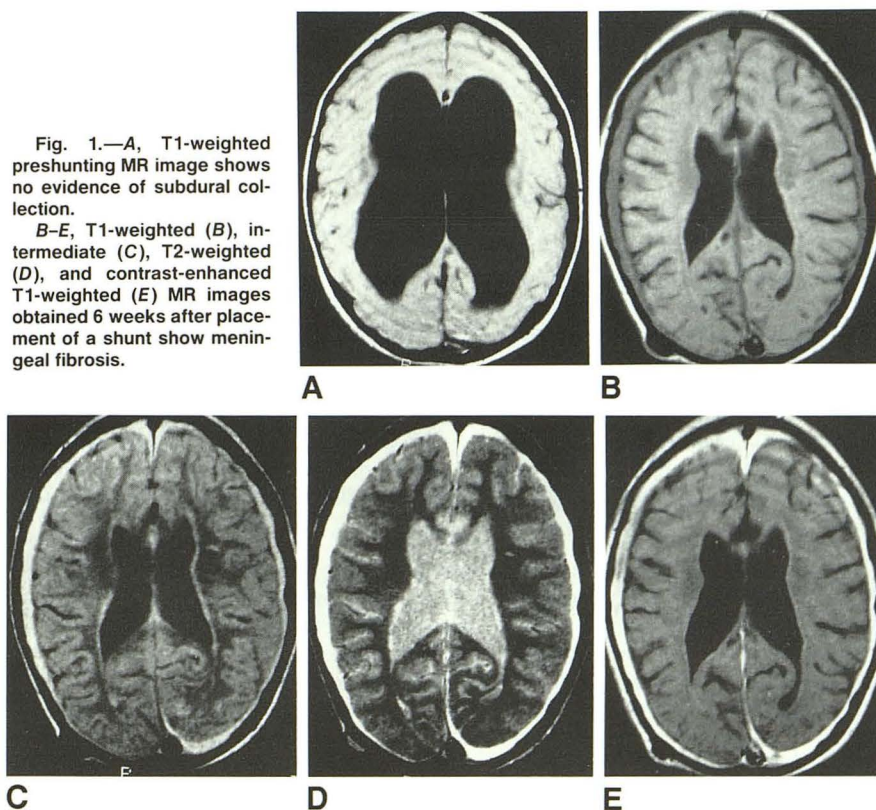 Fig. 1.—A, T1-weighted
preshunting MR image shows
no evidence of subdural col-
lection.
B–E, T1-weighted (B), in-
termediate (C), T2-weighted
(D), and contrast-enhanced
T1-weighted (E) MR images
obtained 6 weeks after place-
ment of a shunt show menin-
geal fibrosis.
A
B
C
D
E